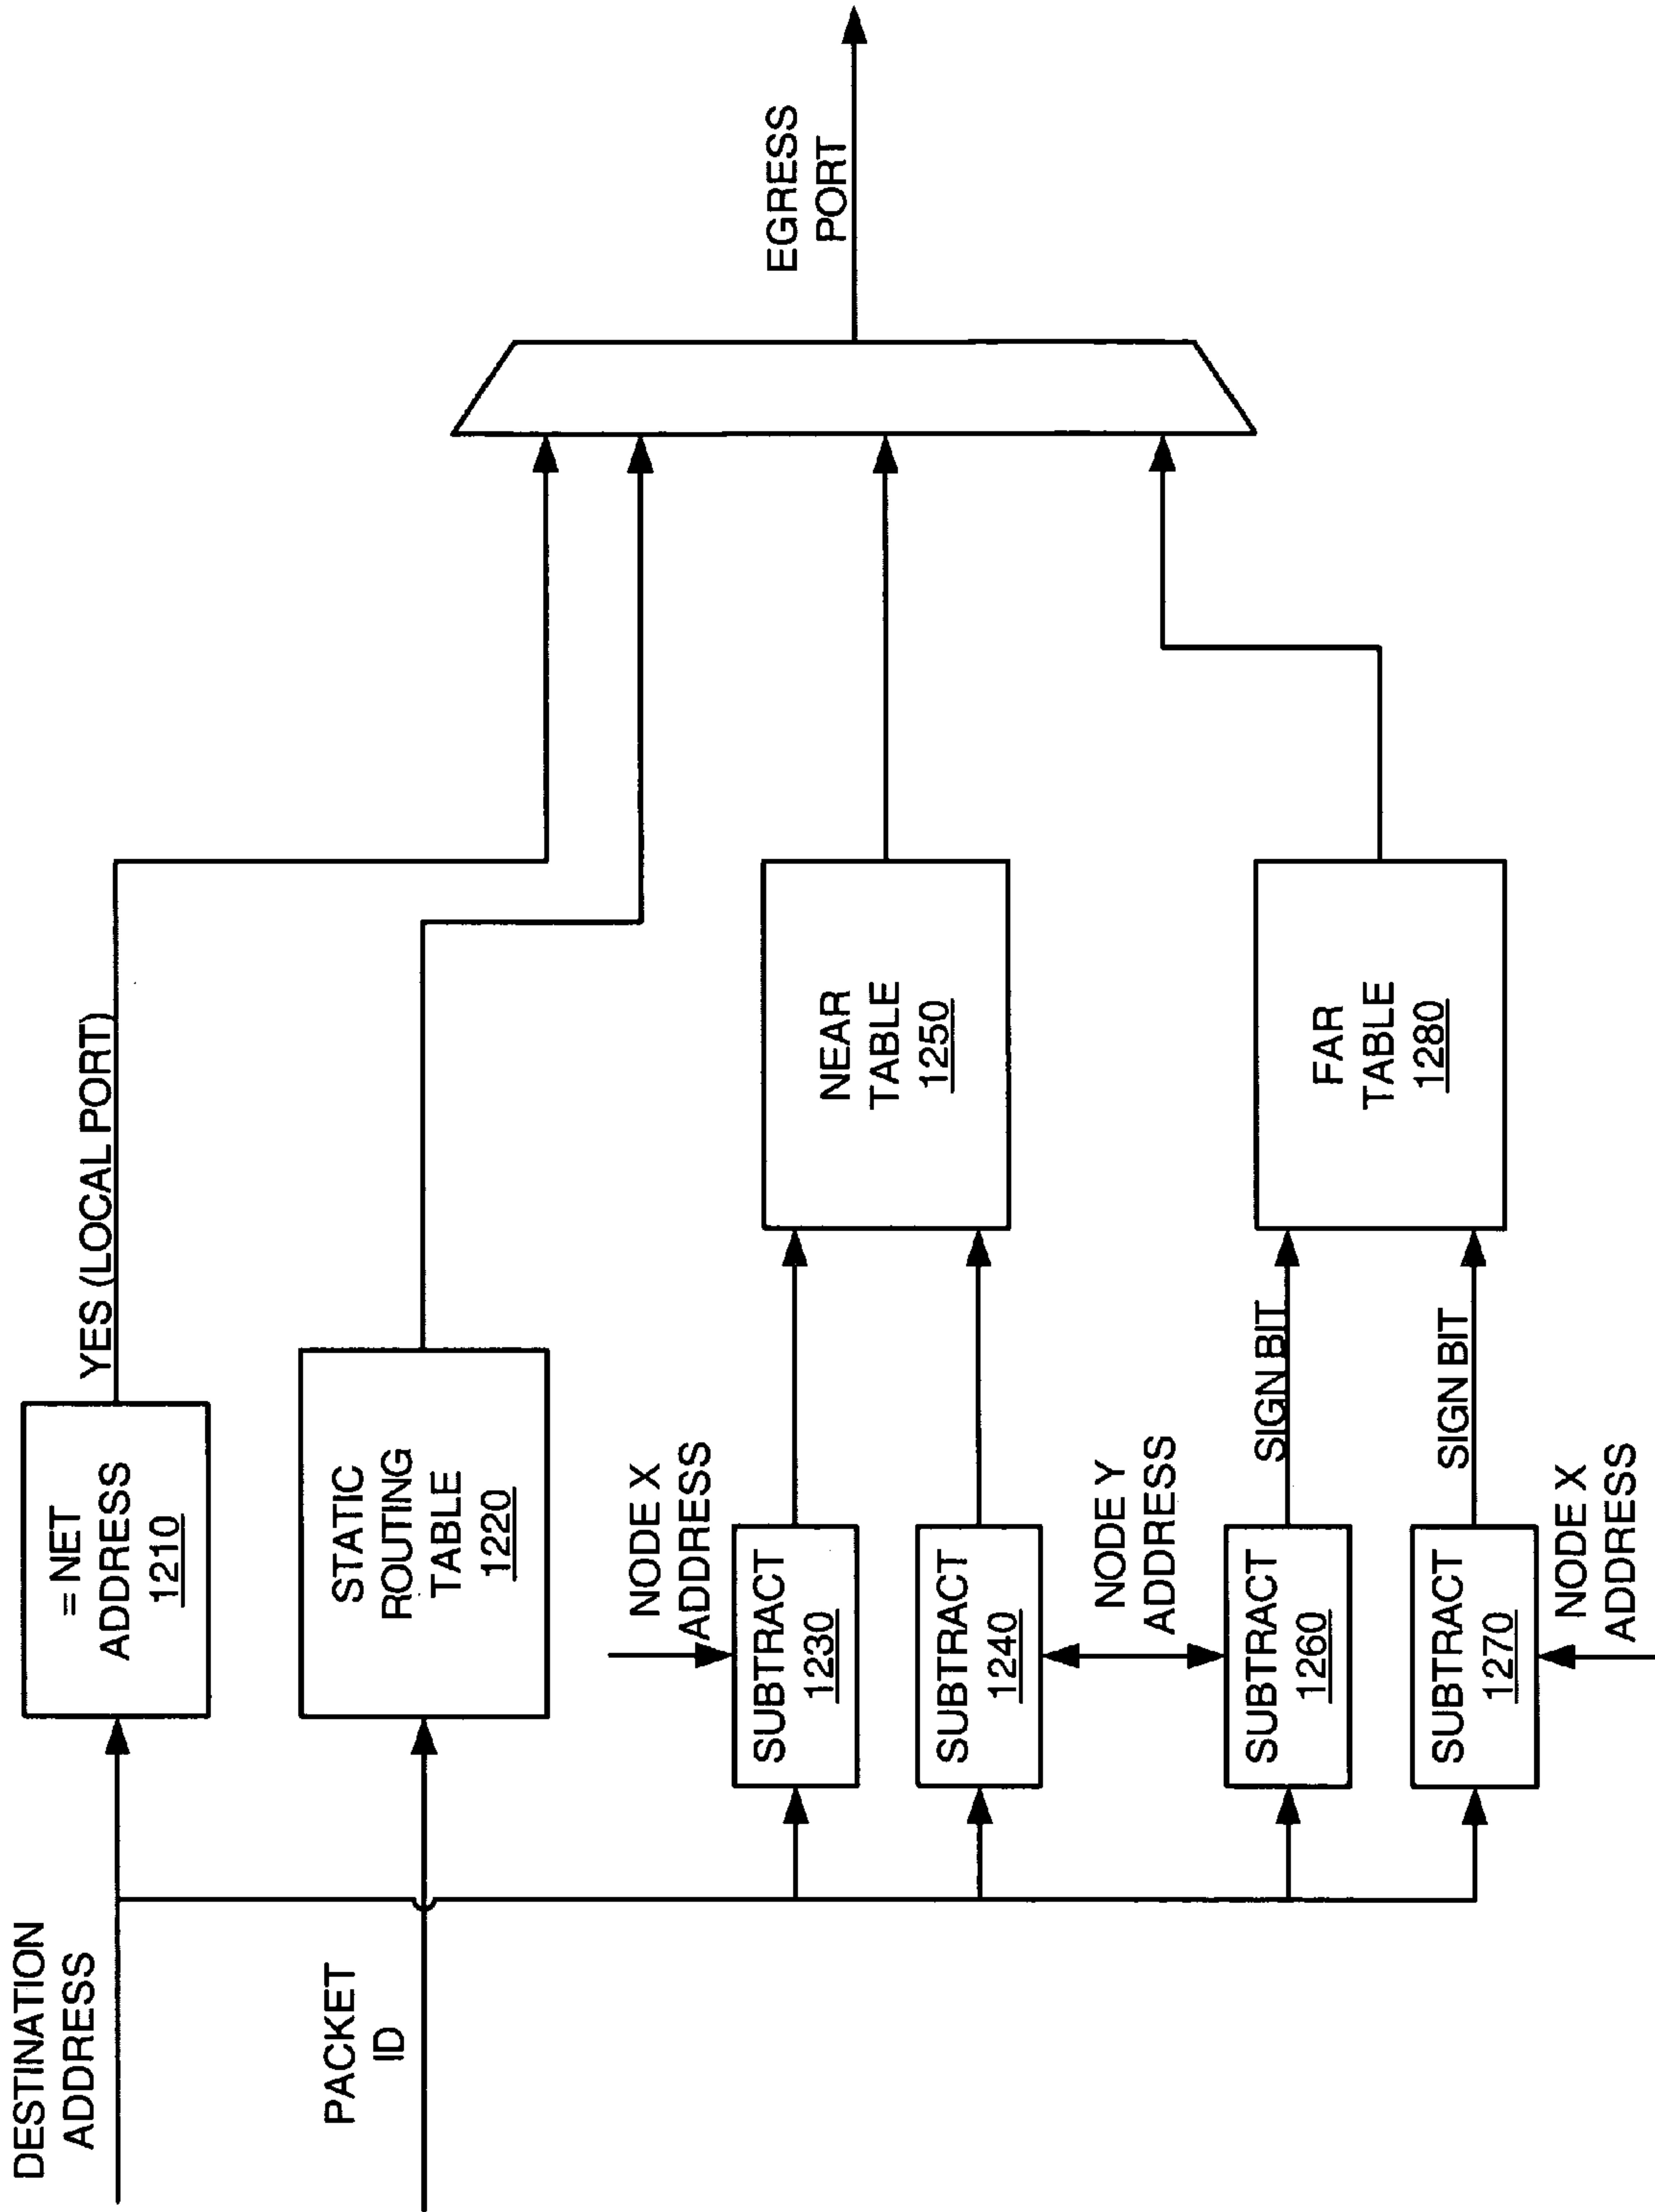 DESTINATION
ADDRESS
= NET
ADDRESS
1210
YES (LOCAL PORT)
PACKET
ID
STATIC
ROUTING
TABLE
1220
EGRESS
PORT
NODE X
ADDRESS
SUBTRACT
1230
SUBTRACT
1240
NEAR
TABLE
1250
NODE Y
ADDRESS
SUBTRACT
1260
SIGN BIT
SUBTRACT
1270
SIGN BIT
FAR
TABLE
1280
NODE X
ADDRESS